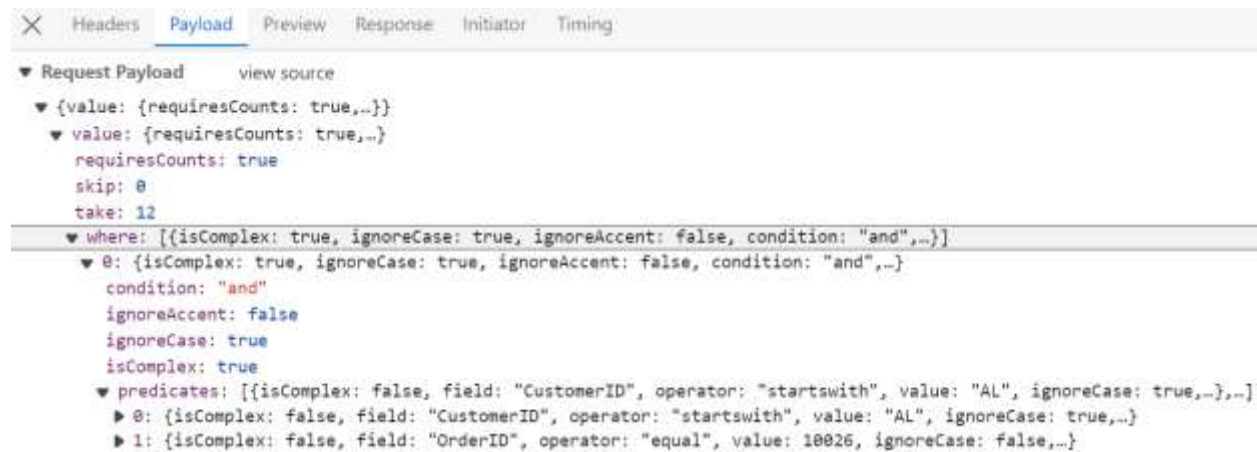 Headers Payload Preview Response Initiator Timing
Request Payload view source
{value: {requiresCounts: true,…}}
value: {requiresCounts: true,…}
requiresCounts: true
skip: 0
take: 12
where: [{isComplex: true, ignoreCase: true, ignoreAccent: false, condition: "and",…}]
0: {isComplex: true, ignoreCase: true, ignoreAccent: false, condition: "and",…}
condition: "and"
ignoreAccent: false
ignoreCase: true
isComplex: true
predicates: [{isComplex: false, field: "CustomerID", operator: "startswith", value: "AL", ignoreCase: true,…},…]
0: {isComplex: false, field: "CustomerID", operator: "startswith", value: "AL", ignoreCase: true,…}
1: {isComplex: false, field: "OrderID", operator: "equal", value: 10026, ignoreCase: false,…}